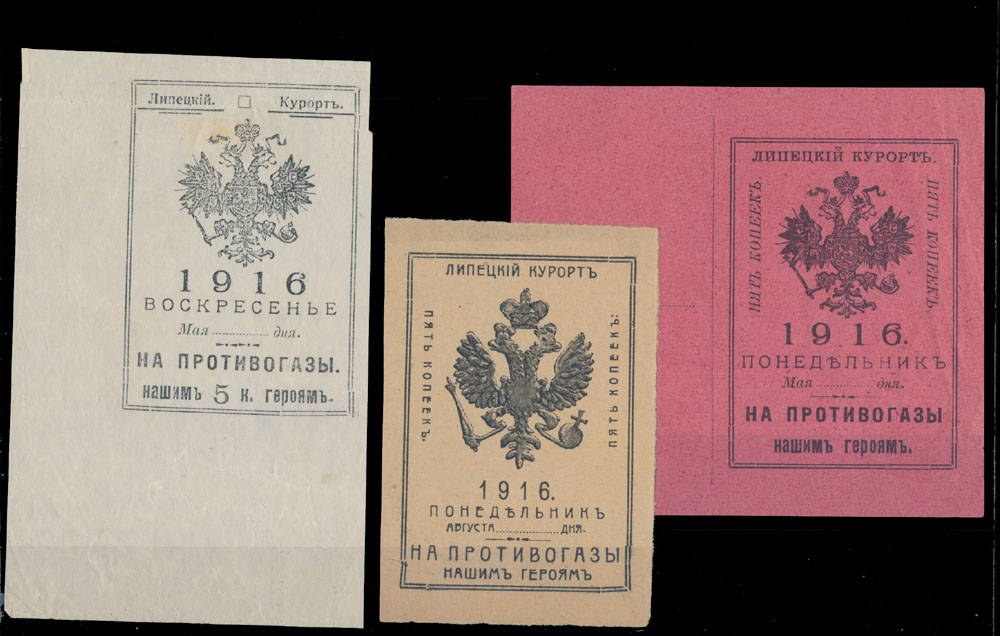 Липецкій. Курортъ.
1916
ВОСКРЕСЕНЬЕ
Мая ............... дня.
НА ПРОТИВОГАЗЫ.
нашимъ 5 к. героямъ.
ЛИПЕЦКІЙ КУРОРТЪ
ПЯТЬ КОПЕЕКЪ.
ПЯТЬ КОПЕЕКЪ.
1916.
ПОНЕДѢЛЬНИКЪ
АВГУСТА ............... ДНЯ.
НА ПРОТИВОГАЗЫ
НАШИМЪ ГЕРОЯМЪ
ЛИПЕЦКІЙ КУРОРТЪ.
ПЯТЬ КОПЕЕКЪ.
ПЯТЬ КОПЕЕКЪ.
1916.
ПОНЕДѢЛЬНИКЪ
Мая ............... дня.
НА ПРОТИВОГАЗЫ
нашимъ героямъ.